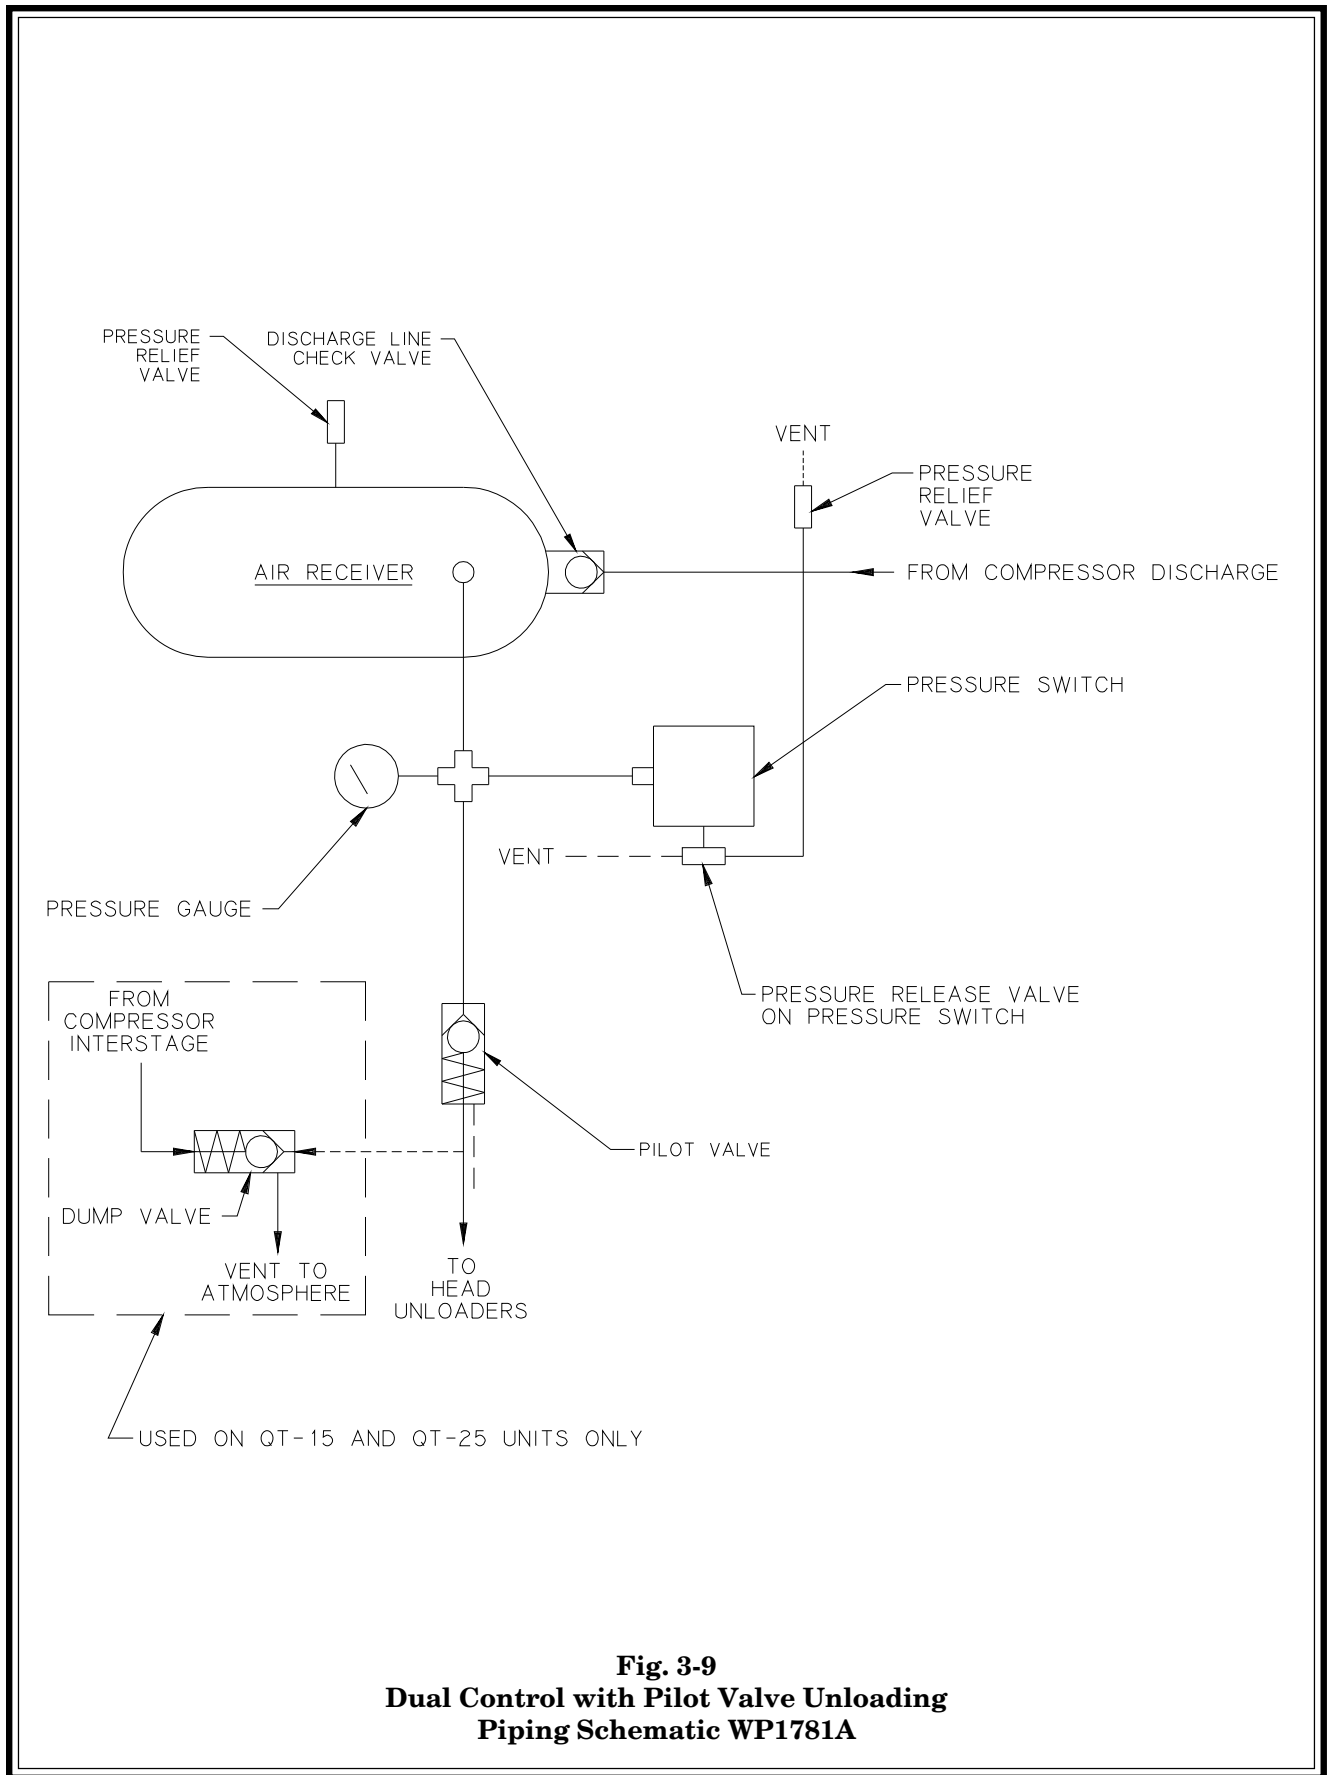 PRESSURE
RELIEF
VALVE
DISCHARGE LINE
CHECK VALVE
VENT
PRESSURE
RELIEF
VALVE
AIR RECEIVER
FROM COMPRESSOR DISCHARGE
PRESSURE SWITCH
VENT
PRESSURE GAUGE
PRESSURE RELEASE VALVE
ON PRESSURE SWITCH
FROM
COMPRESSOR
INTERSTAGE
PILOT VALVE
DUMP VALVE
VENT TO
ATMOSPHERE
TO
HEAD
UNLOADERS
USED ON QT-15 AND QT-25 UNITS ONLY
Fig. 3-9
Dual Control with Pilot Valve Unloading
Piping Schematic WP1781A